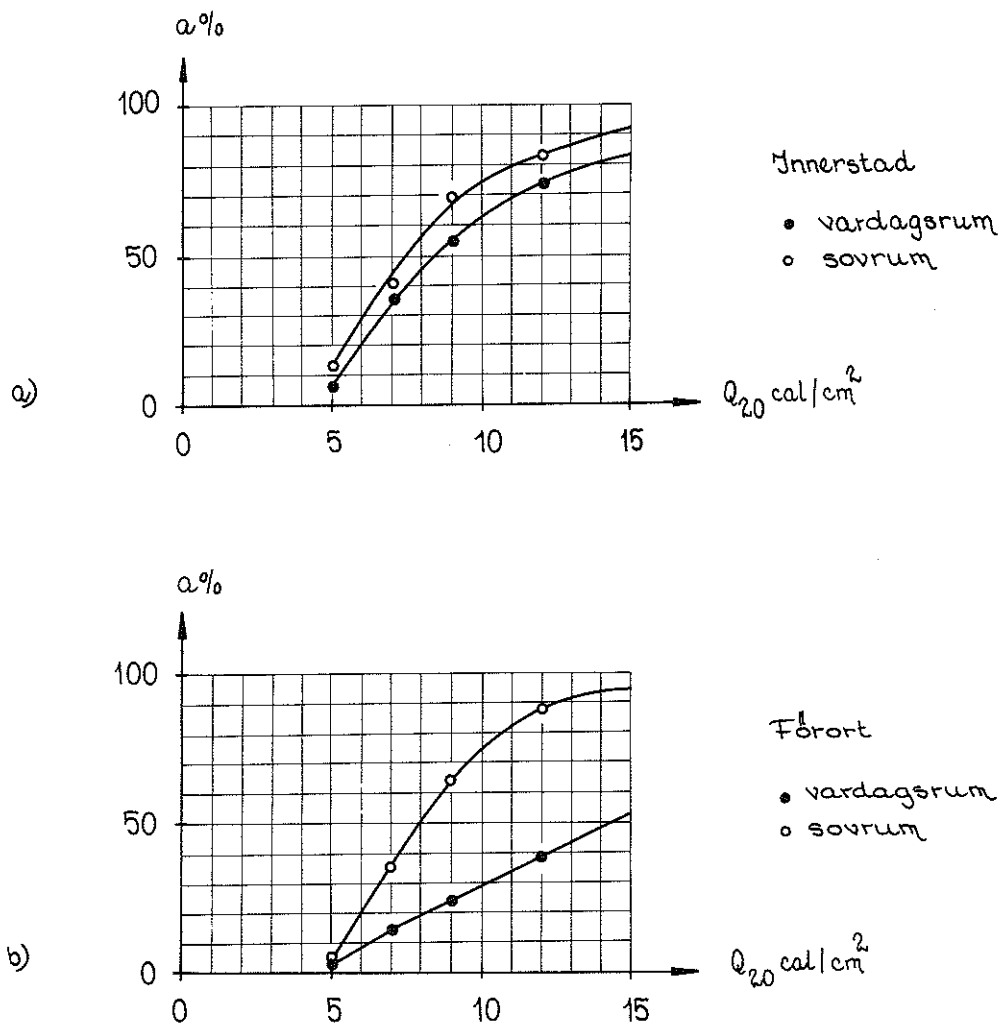 a%
100
50
0
0 5 10 15
Q20 cal/cm²
a)
Innerstad
• vardagsrum
○ sovrum
a%
100
50
0
0 5 10 15
Q20 cal/cm²
b)
Förort
• vardagsrum
○ sovrum